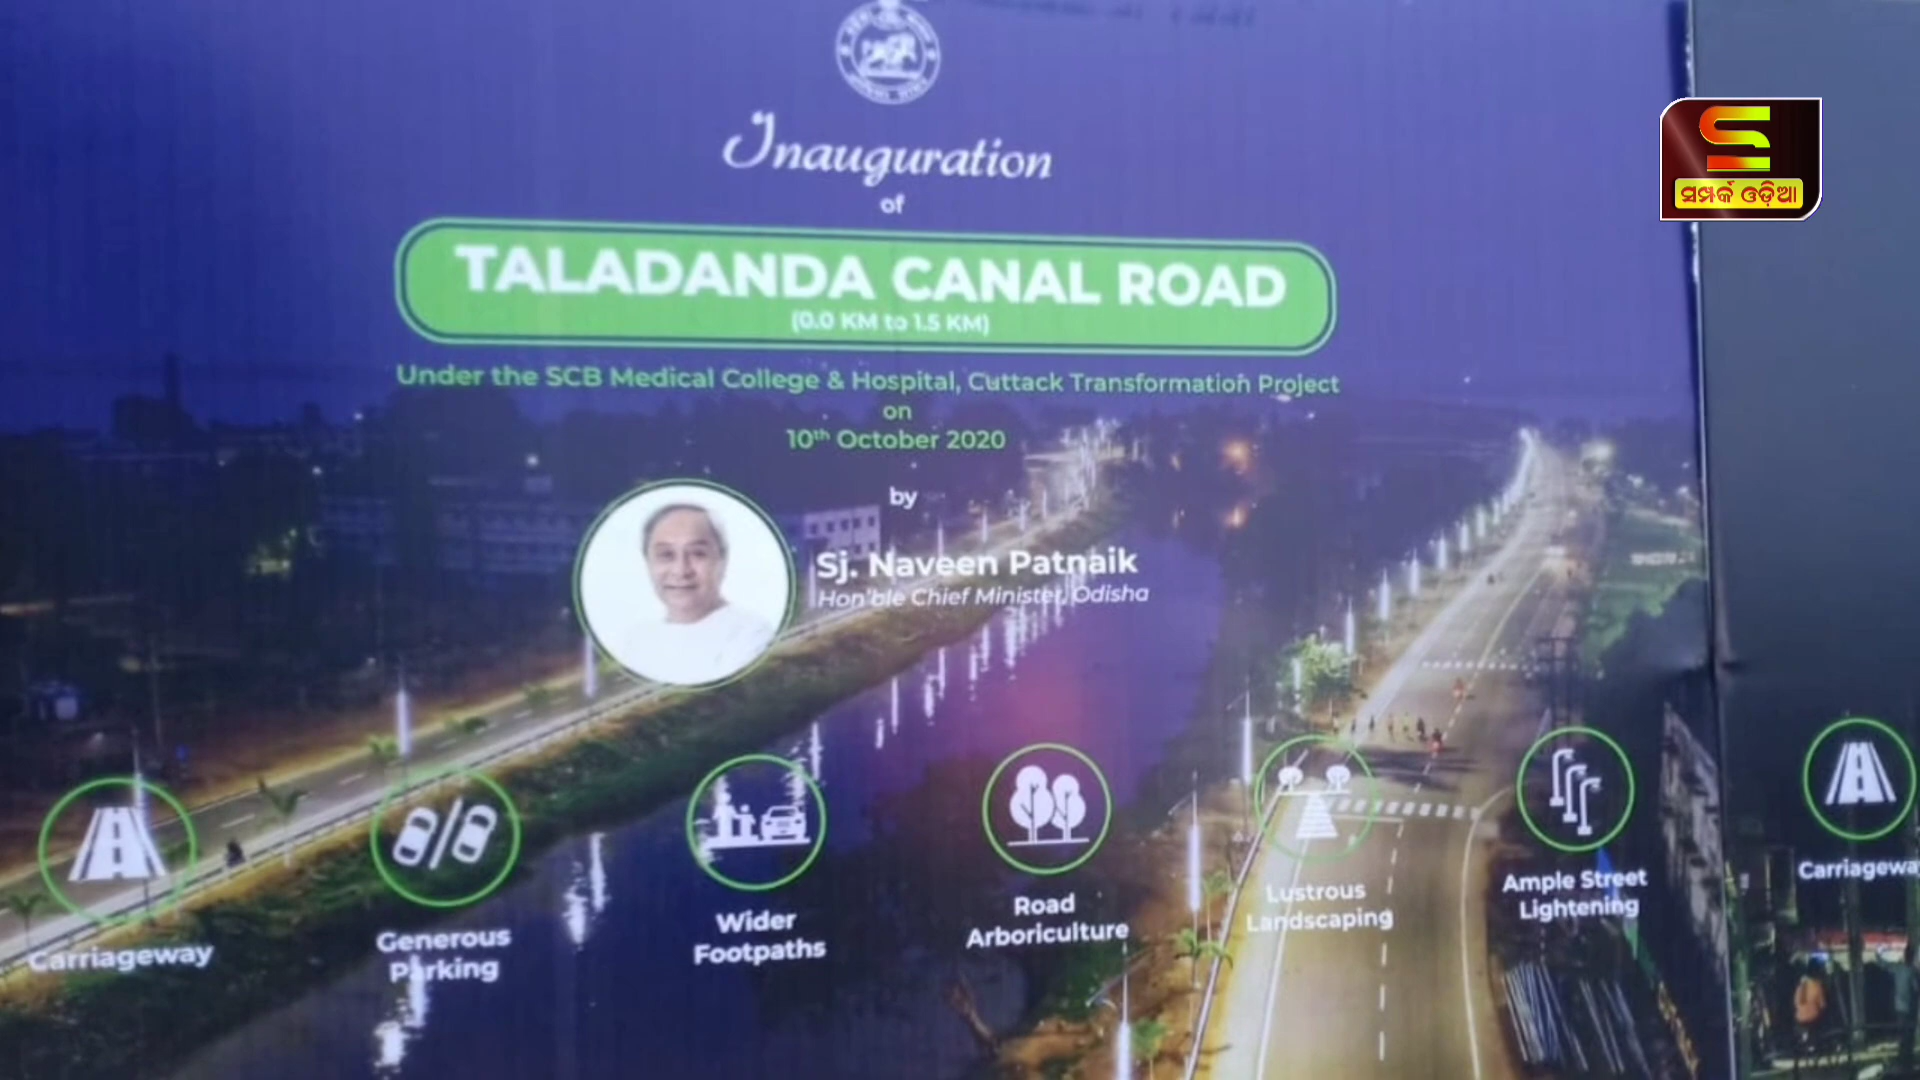 Inauguration
of
TALADANDA CANAL ROAD
(0.0 KM to 1.5 KM)
Under the SCB Medical College & Hospital, Cuttack Transformation Project
on
10th October 2020
by
Sj. Naveen Patnaik
Hon'ble Chief Minister, Odisha
Carriageway
Generous
Parking
Wider
Footpaths
Road
Arboriculture
Lustrous
Landscaping
Ample Street
Lightening
Carriagewa
ସମ୍ପର୍କ ଓଡ଼ିଆ